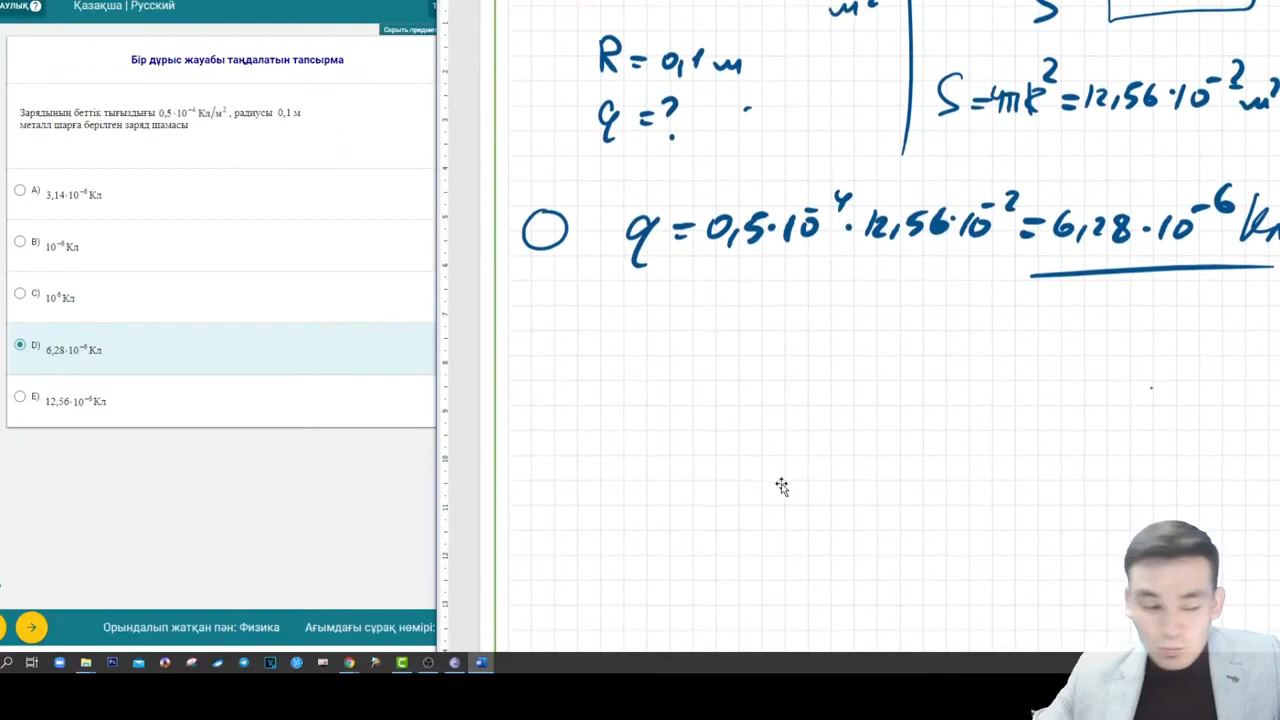 Қазақша | Русский
Бір дұрыс жауабы таңдалатын тапсырма
Зарядының беттік тығыздығы 0,5·10⁻⁴ Кл/м², радиусы 0,1 м
металл шарға берілген заряд шамасы
A) 3,14·10⁻⁶ Кл
B) 10⁻⁶ Кл
C) 10⁶ Кл
D) 6,28·10⁻⁶ Кл
E) 12,56·10⁻⁶ Кл
Орындалып жатқан пән: Физика Ағымдағы сұрақ нөмірі:
м²
S
R = 0,1 м
q = ?
S = 4πR² = 12,56·10⁻² м²
q = 0,5·10⁻⁴ · 12,56·10⁻² = 6,28·10⁻⁶